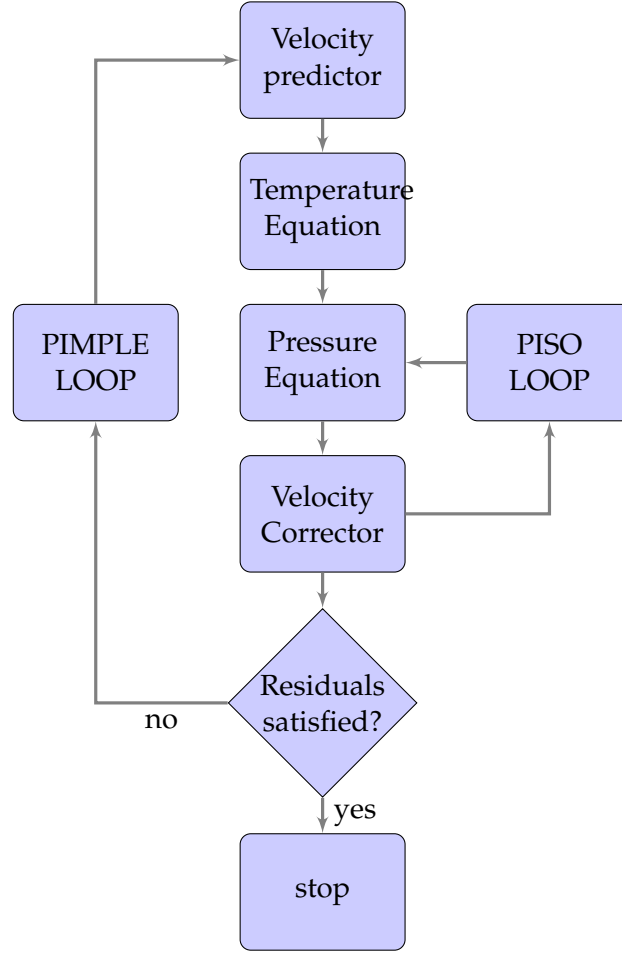 Velocity
predictor
Temperature
Equation
PIMPLE
LOOP
Pressure
Equation
PISO
LOOP
Velocity
Corrector
Residuals
satisfied?
no
yes
stop